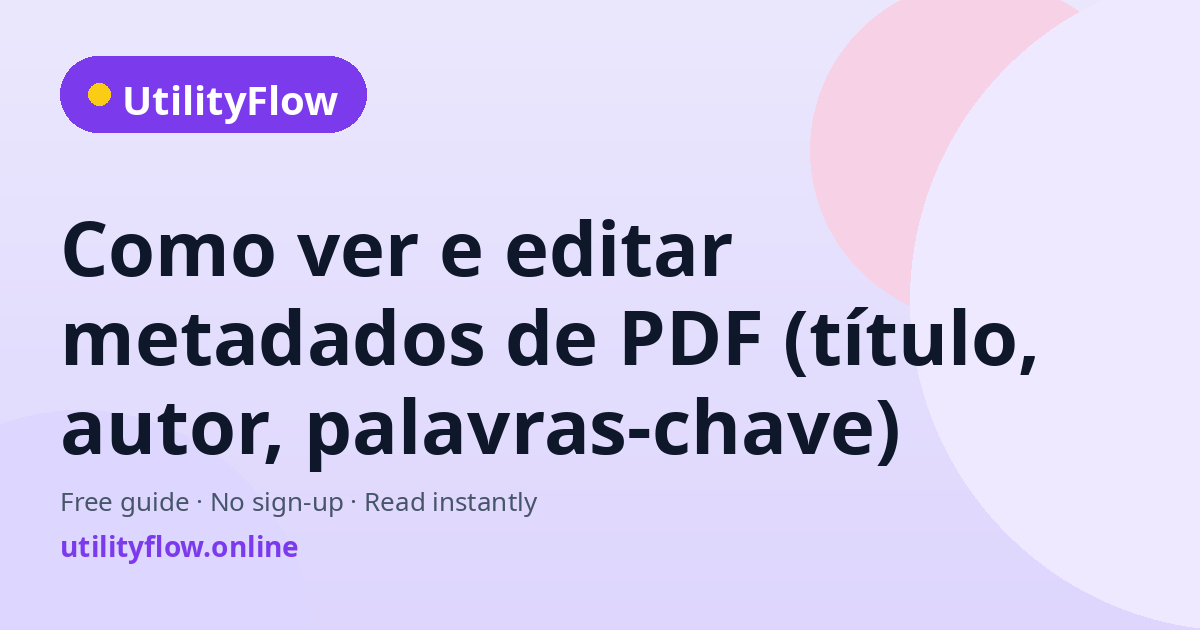 UtilityFlow
Como ver e editar
metadados de PDF (título,
autor, palavras-chave)
Free guide · No sign-up · Read instantly
utilityflow.online